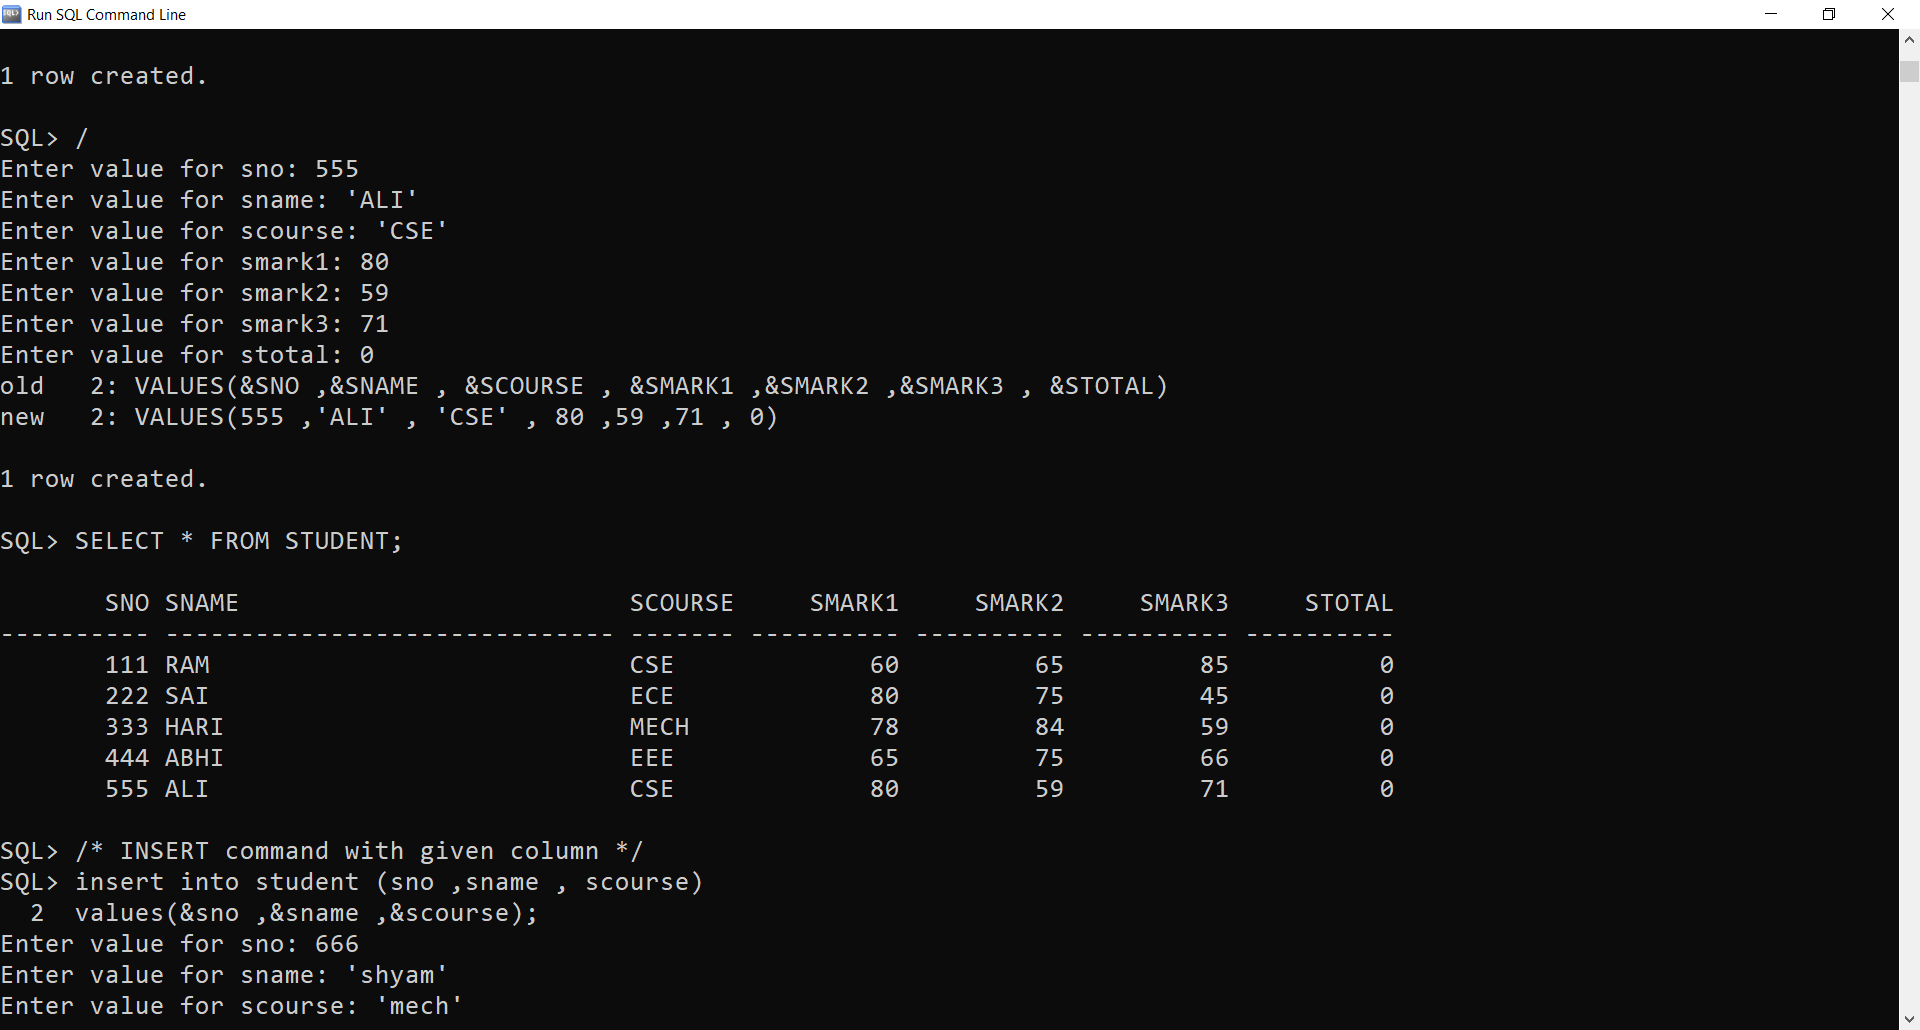 Run SQL Command Line
1 row created.
SQL> /
Enter value for sno: 555
Enter value for sname: 'ALI'
Enter value for scourse: 'CSE'
Enter value for smark1: 80
Enter value for smark2: 59
Enter value for smark3: 71
Enter value for stotal: 0
old   2: VALUES(&SNO ,&SNAME , &SCOURSE , &SMARK1 ,&SMARK2 ,&SMARK3 , &STOTAL)
new   2: VALUES(555 ,'ALI' , 'CSE' , 80 ,59 ,71 , 0)
1 row created.
SQL> SELECT * FROM STUDENT;
       SNO SNAME                          SCOURSE     SMARK1     SMARK2     SMARK3     STOTAL
---------- ------------------------------ ------- ---------- ---------- ---------- ----------
       111 RAM                            CSE             60         65         85          0
       222 SAI                            ECE             80         75         45          0
       333 HARI                           MECH            78         84         59          0
       444 ABHI                           EEE             65         75         66          0
       555 ALI                            CSE             80         59         71          0
SQL> /* INSERT command with given column */
SQL> insert into student (sno ,sname , scourse)
  2  values(&sno ,&sname ,&scourse);
Enter value for sno: 666
Enter value for sname: 'shyam'
Enter value for scourse: 'mech'